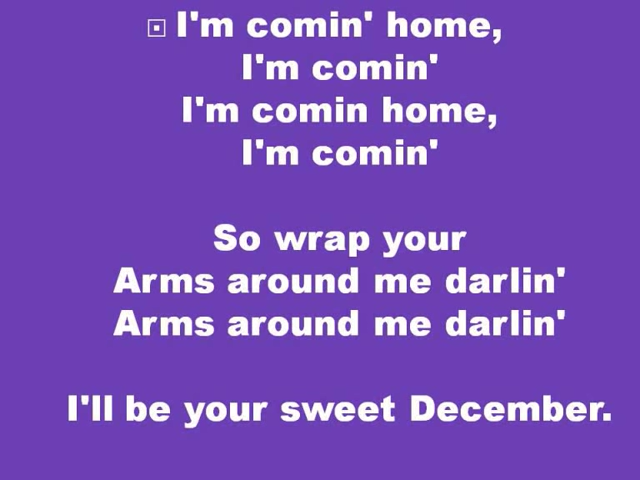 I'm comin' home,
I'm comin'
I'm comin home,
I'm comin'
So wrap your
Arms around me darlin'
Arms around me darlin'
I'll be your sweet December.